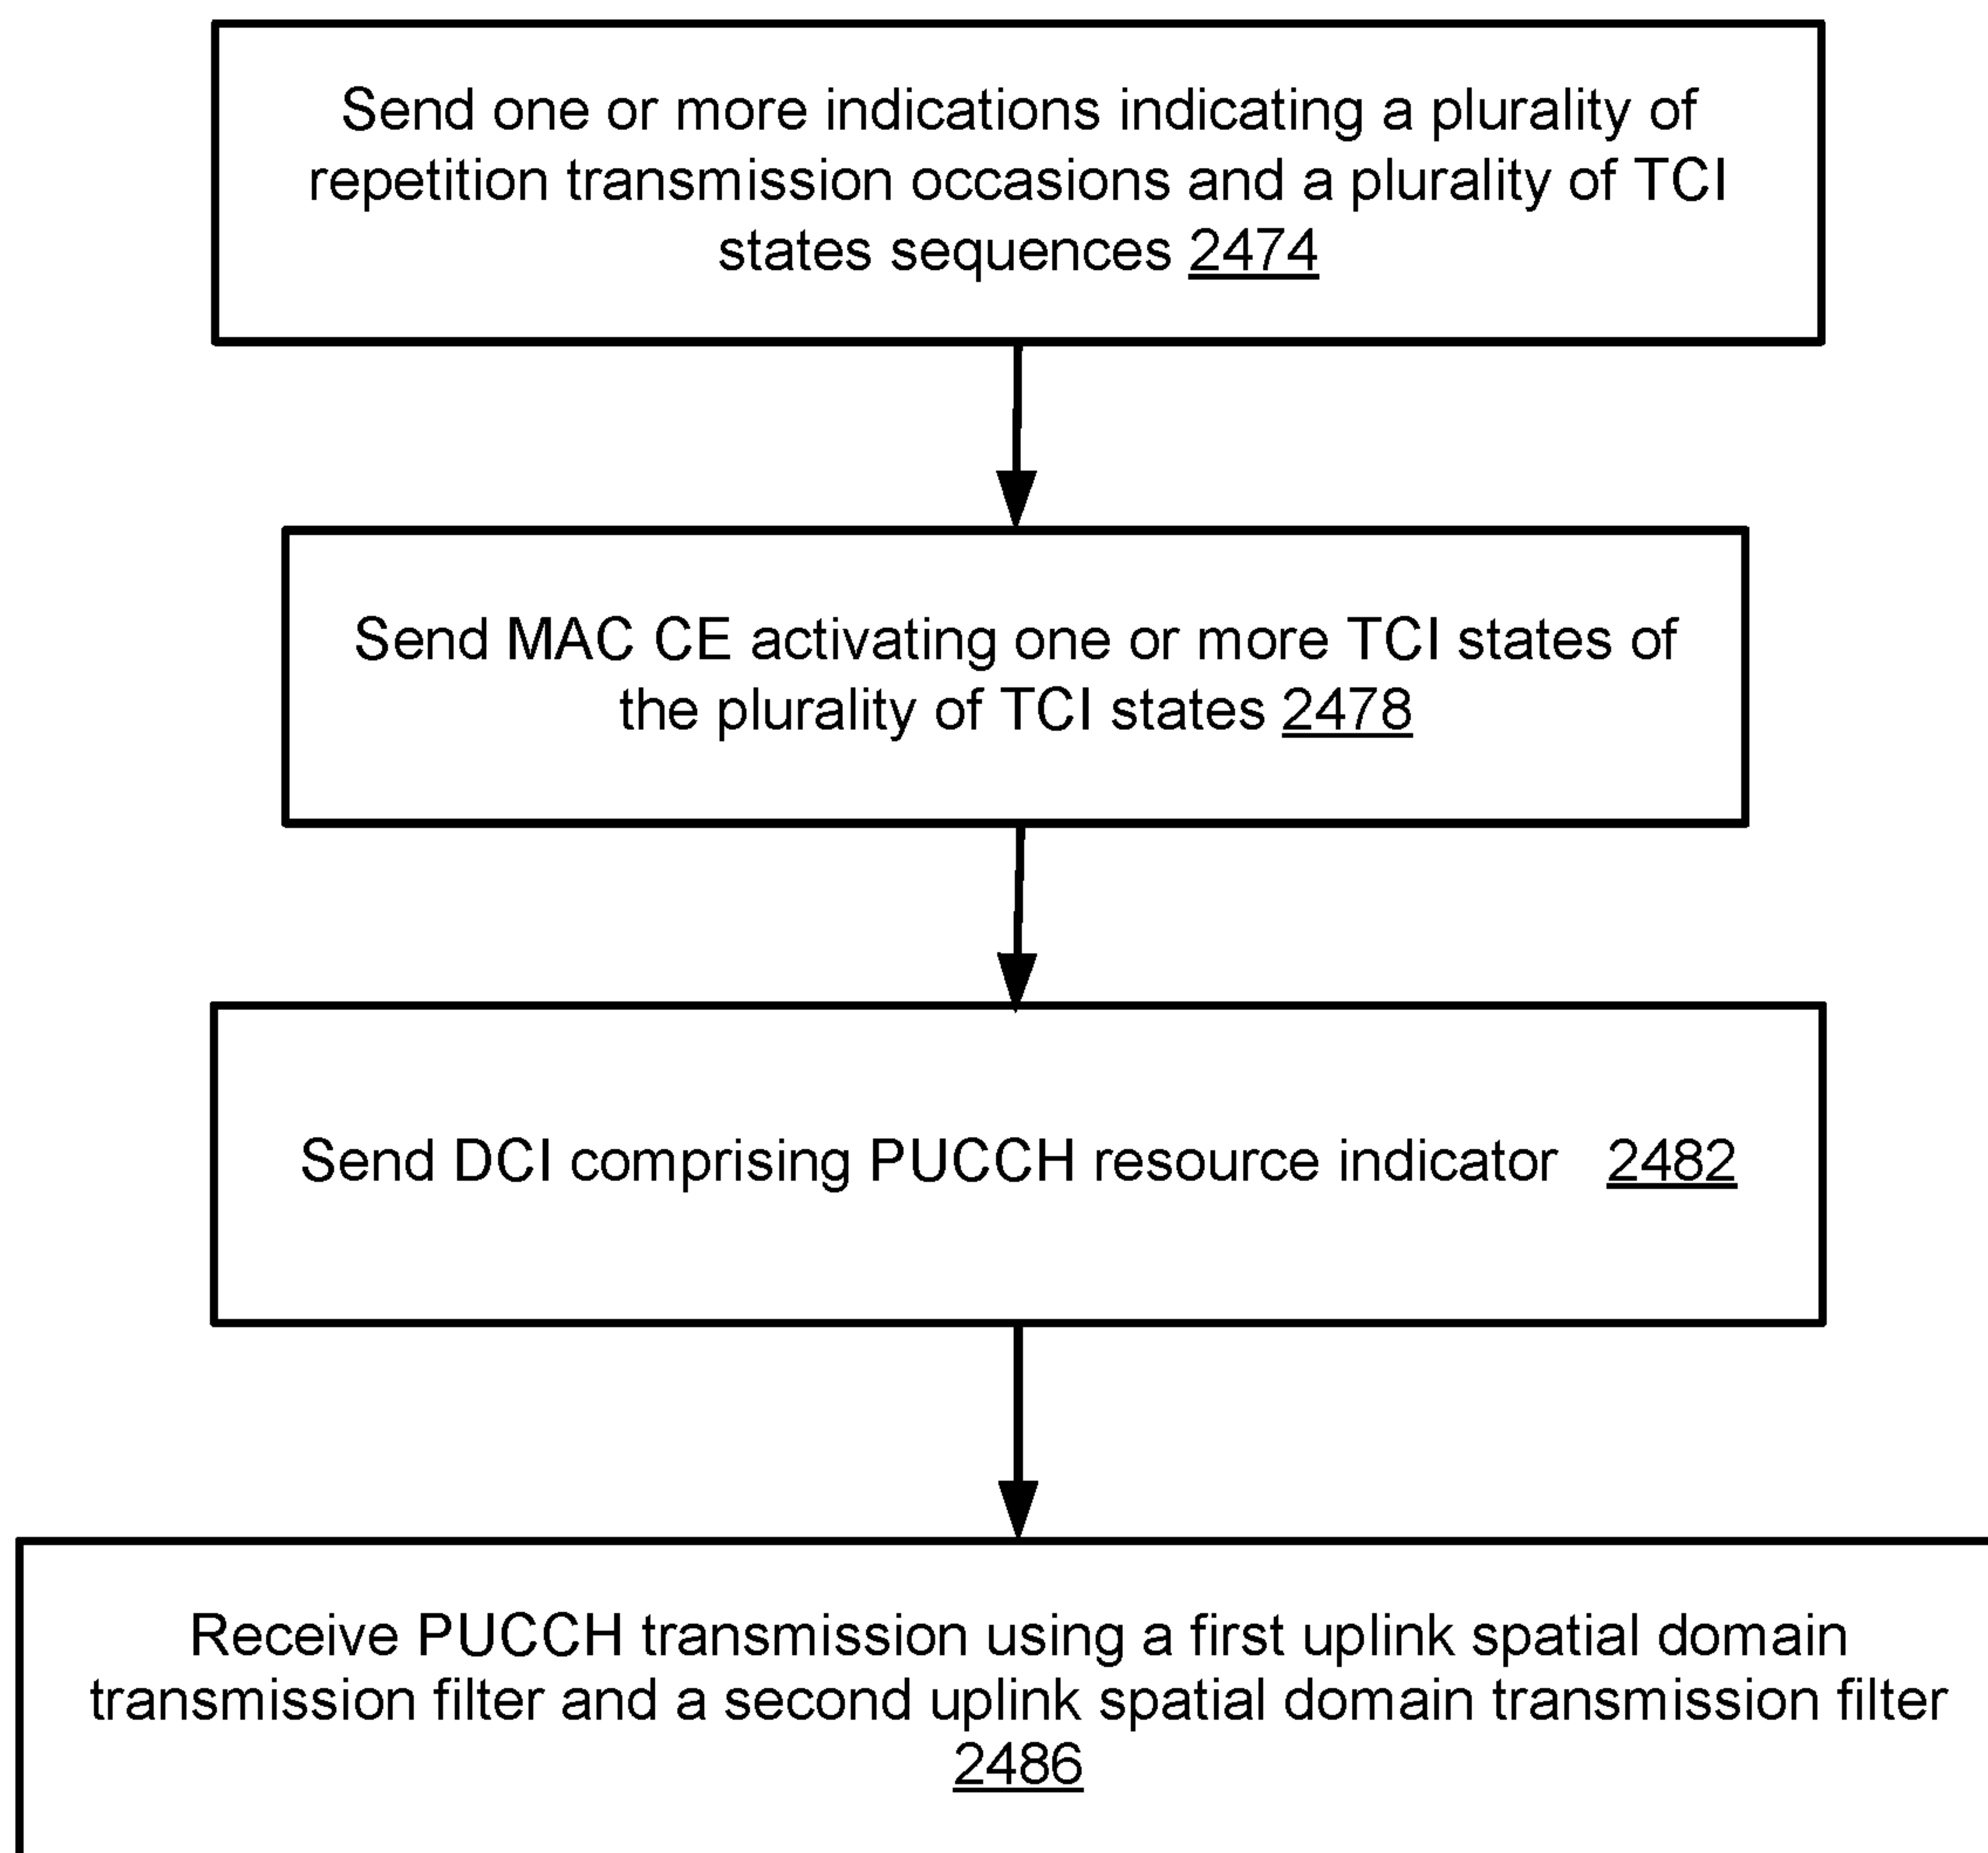 Send one or more indications indicating a plurality of
repetition transmission occasions and a plurality of TCI
states sequences 2474
Send MAC CE activating one or more TCI states of
the plurality of TCI states 2478
Send DCI comprising PUCCH resource indicator 2482
Receive PUCCH transmission using a first uplink spatial domain
transmission filter and a second uplink spatial domain transmission filter
2486